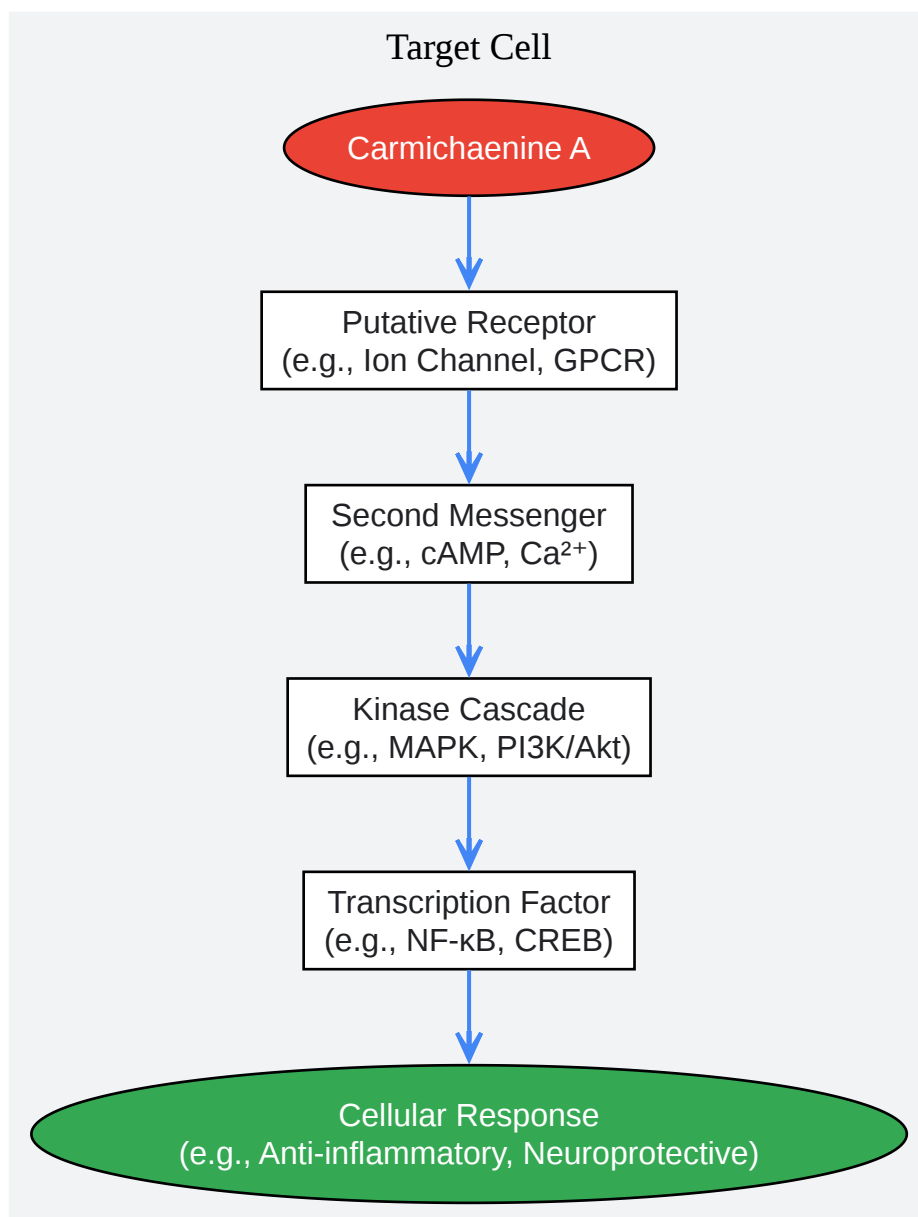 Target Cell
Carmichaenine A
Putative Receptor
(e.g., Ion Channel, GPCR)
Second Messenger
(e.g., cAMP, Ca²⁺)
Kinase Cascade
(e.g., MAPK, PI3K/Akt)
Transcription Factor
(e.g., NF-κB, CREB)
Cellular Response
(e.g., Anti-inflammatory, Neuroprotective)